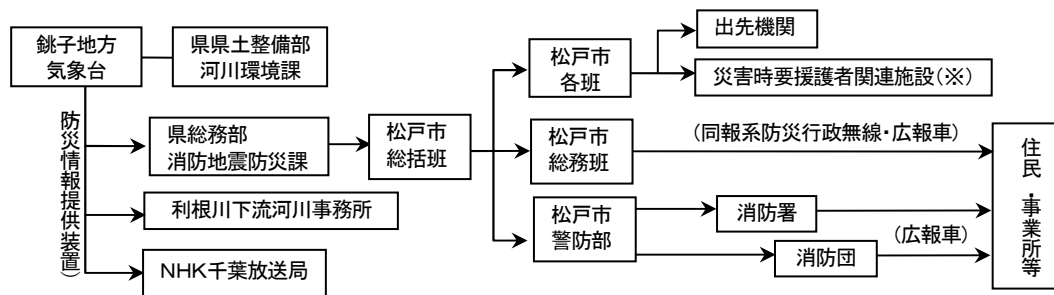 銚子地方
気象台
県県土整備部
河川環境課
（防災情報提供装置）
県総務部
消防地震防災課
利根川下流河川事務所
NHK千葉放送局
松戸市
総括班
松戸市
各班
出先機関
災害時要援護者関連施設(※)
松戸市
総務班
(同報系防災行政無線・広報車)
松戸市
警防部
消防署
消防団
(広報車)
住民・事業所等